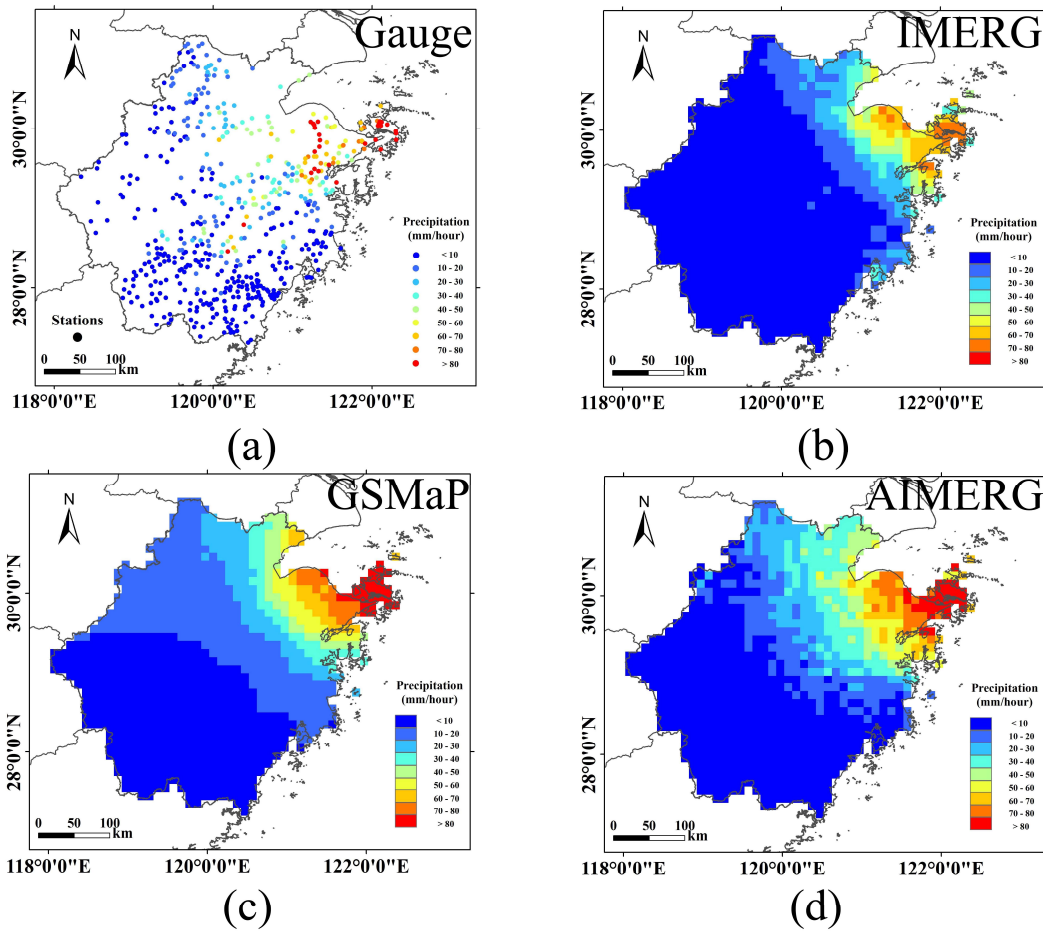 Gauge
N
30°0'0"N
28°0'0"N
Precipitation
(mm/hour)
< 10
10 - 20
20 - 30
30 - 40
40 - 50
50 - 60
60 - 70
70 - 80
> 80
Stations
0 50 100
km
118°0'0"E 120°0'0"E 122°0'0"E
(a)
IMERG
N
30°0'0"N
28°0'0"N
Precipitation
(mm/hour)
< 10
10 - 20
20 - 30
30 - 40
40 - 50
50 - 60
60 - 70
70 - 80
> 80
0 50 100
km
118°0'0"E 120°0'0"E 122°0'0"E
(b)
GSMaP
N
30°0'0"N
28°0'0"N
Precipitation
(mm/hour)
< 10
10 - 20
20 - 30
30 - 40
40 - 50
50 - 60
60 - 70
70 - 80
> 80
0 50 100
km
118°0'0"E 120°0'0"E 122°0'0"E
(c)
AIMERG
N
30°0'0"N
28°0'0"N
Precipitation
(mm/hour)
< 10
10 - 20
20 - 30
30 - 40
40 - 50
50 - 60
60 - 70
70 - 80
> 80
0 50 100
km
118°0'0"E 120°0'0"E 122°0'0"E
(d)